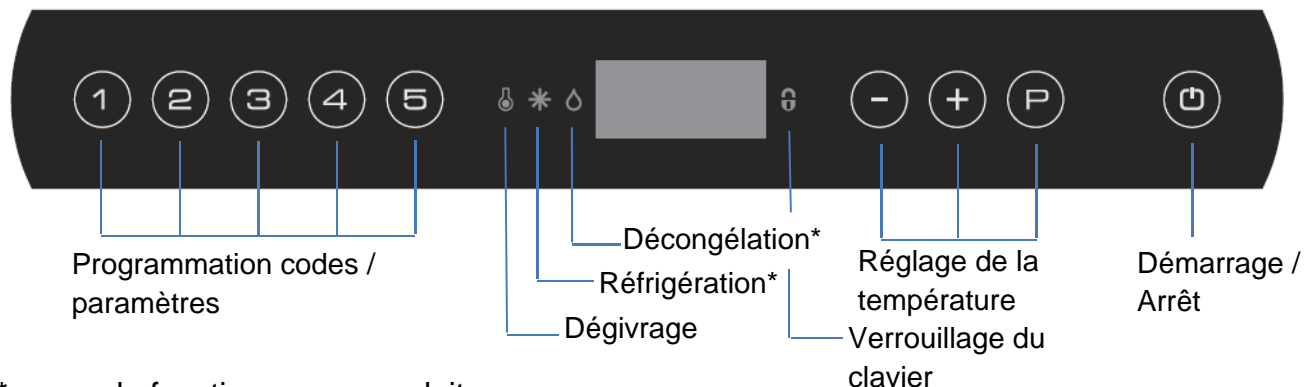 1 2 3 4 5 - + P
Décongélation*
Programmation codes /
paramètres
Réfrigération*
Dégivrage
Réglage de la
température
Verrouillage du
clavier
Démarrage /
Arrêt